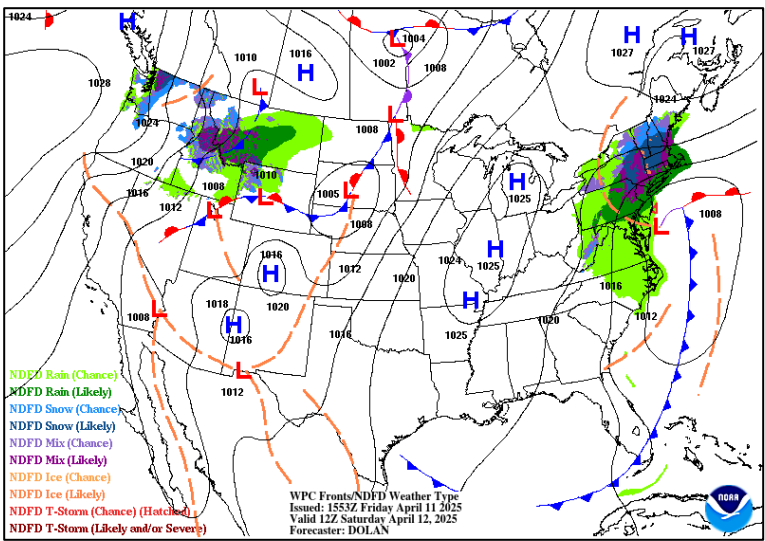 1024
H
L
1004
H
1027
H
1027
1010
1016
H
1002
1008
1028
L
1024
L
1008
1024
1020
1010
H
1025
1016
1008
L
1005
L
1012
L
1008
1008
L
1016
H
1012
1020
1024
H
1025
1018
1020
H
1016
1008
L
H
1016
1016
1025
1020
1012
L
1012
NDFD Rain (Chance)
NDFD Rain (Likely)
NDFD Snow (Chance)
NDFD Snow (Likely)
NDFD Mix (Chance)
NDFD Mix (Likely)
NDFD Ice (Chance)
NDFD Ice (Likely)
NDFD T-Storm (Chance) (Hatched)
NDFD T-Storm (Likely and/or Severe)
WPC Fronts/NDFD Weather Type
Issued: 1553Z Friday April 11 2025
Valid 12Z Saturday April 12, 2025
Forecaster: DOLAN
NOAA